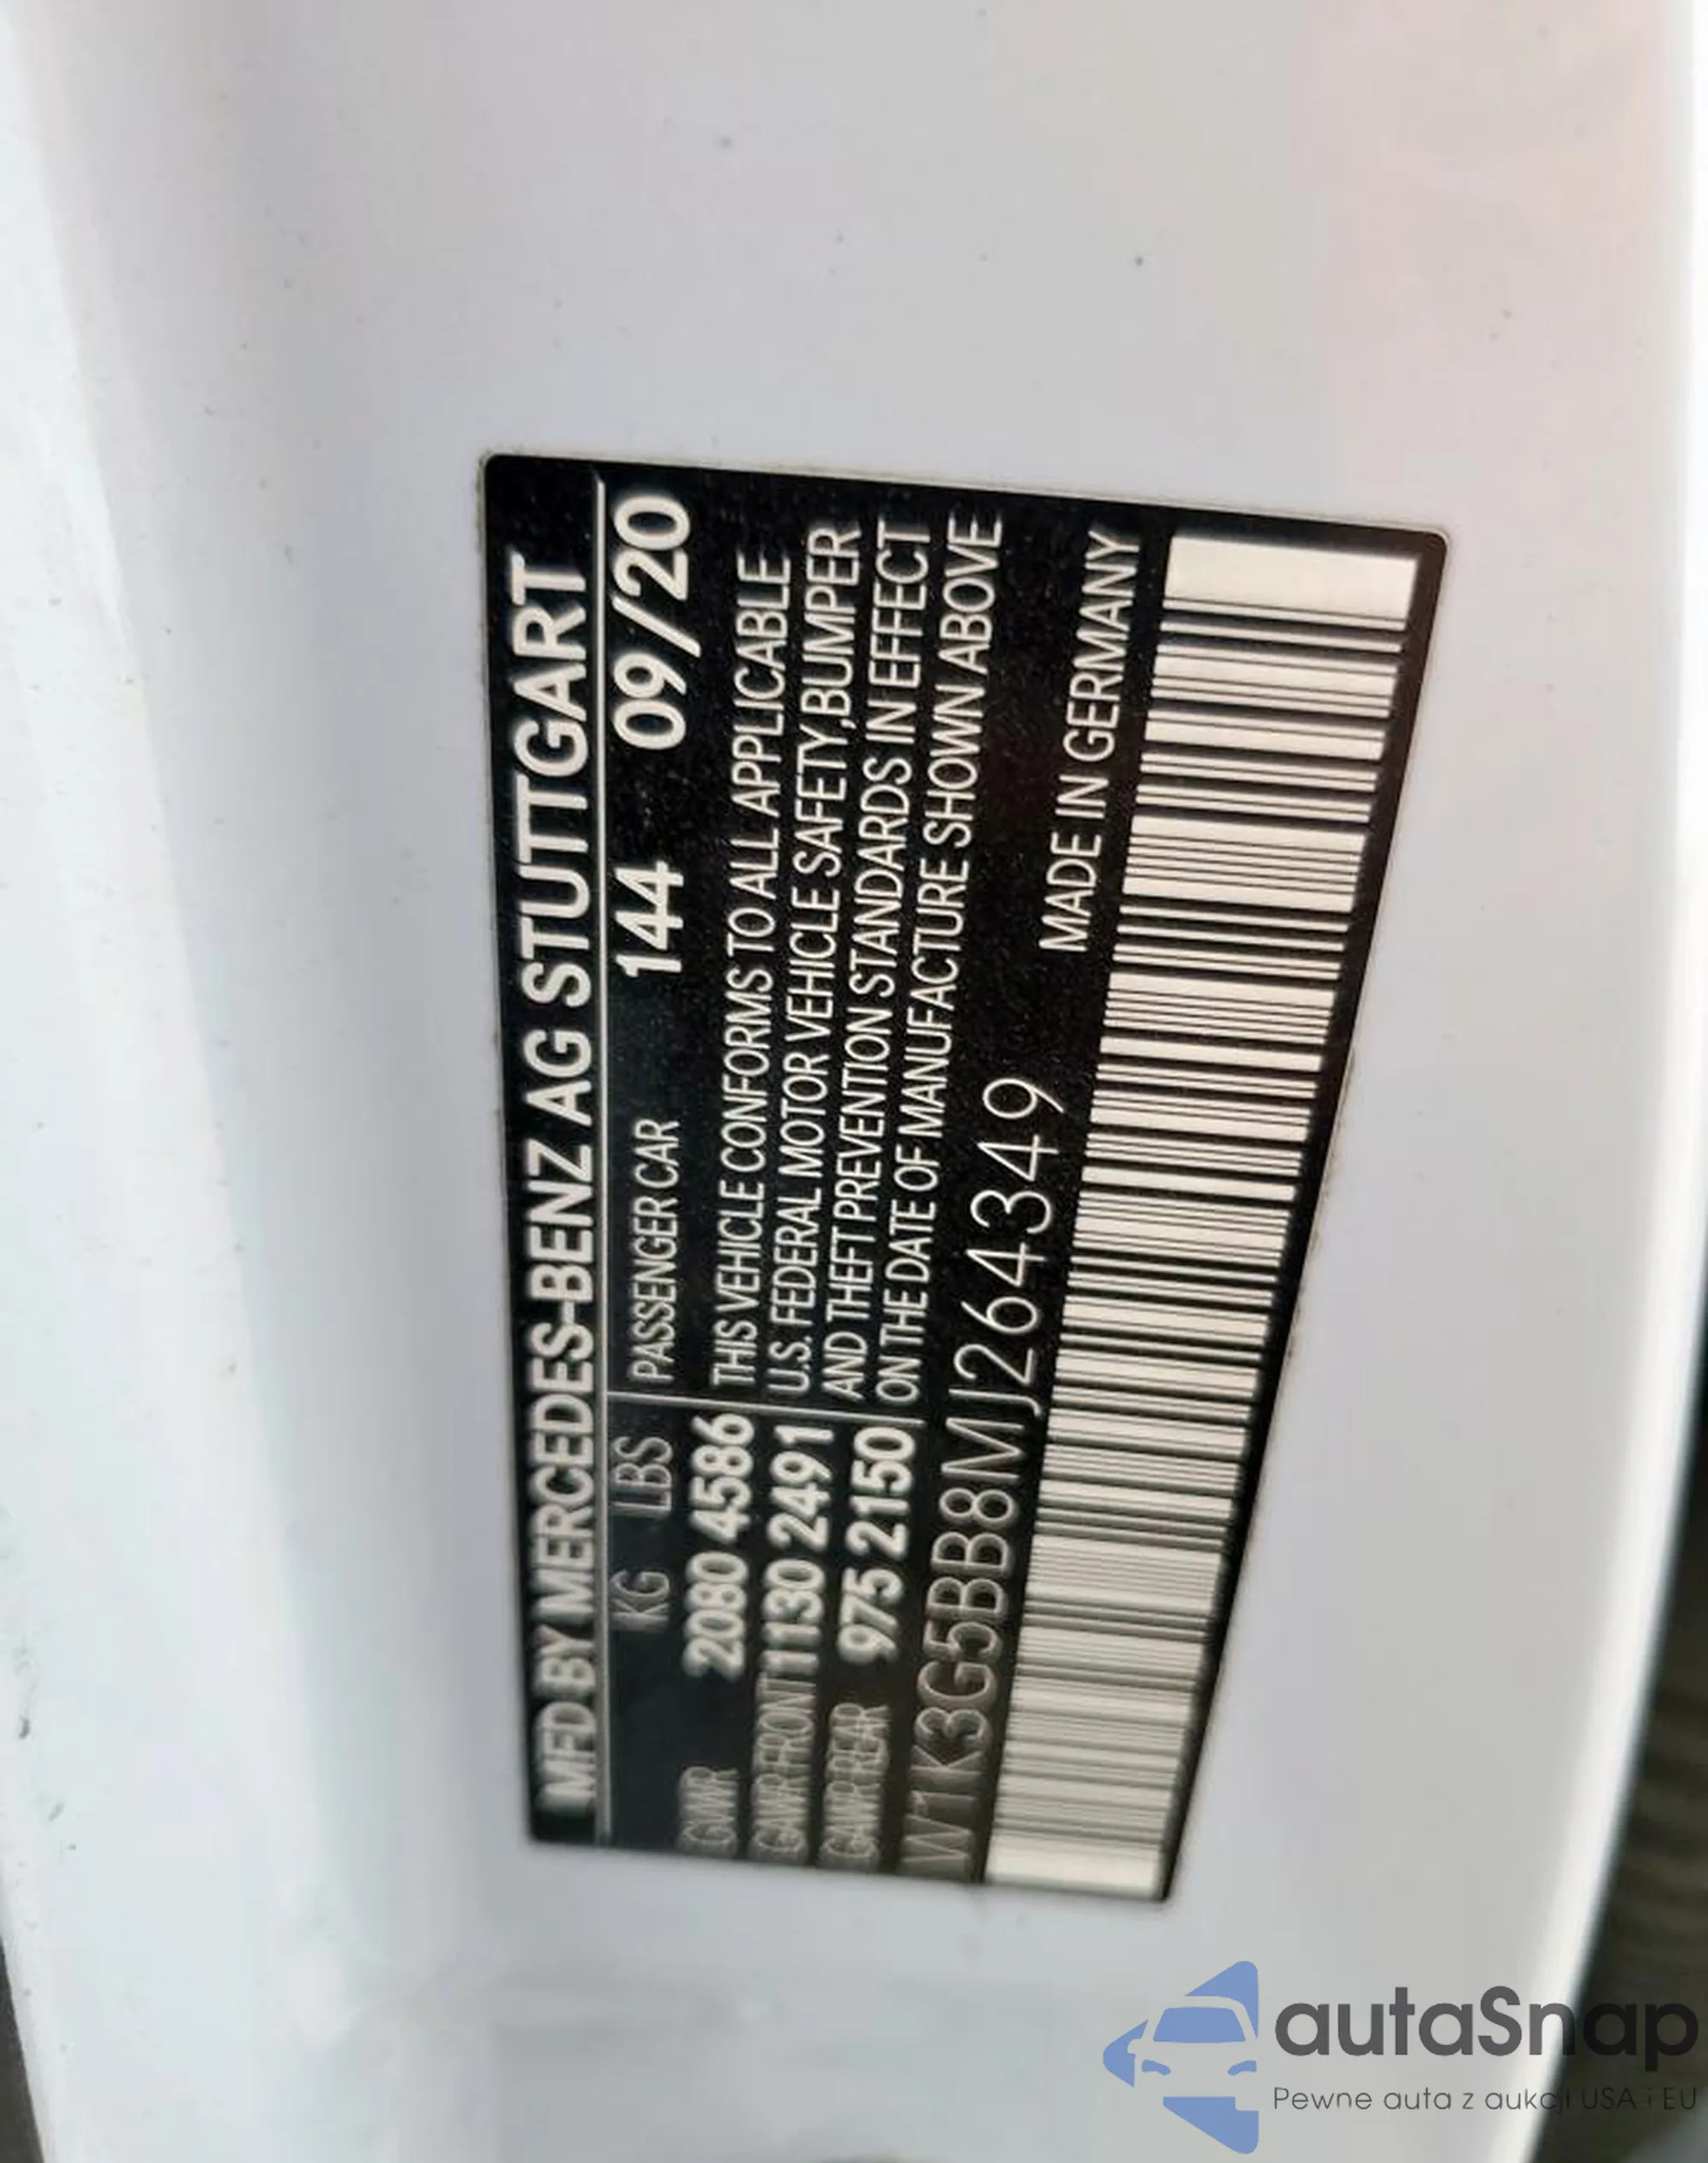 MFD BY MERCEDES-BENZ AG STUTTGART
KG LBS PASSENGER CAR 144 09/20
GVWR 2080 4586 THIS VEHICLE CONFORMS TO ALL APPLICABLE
GAWR FRONT 1130 2491 U.S. FEDERAL MOTOR VEHICLE SAFETY,BUMPER
GAWR REAR 975 2150 AND THEFT PREVENTION STANDARDS IN EFFECT
ON THE DATE OF MANUFACTURE SHOWN ABOVE
W1K3G5BB8MJ264349
MADE IN GERMANY
autaSnap
Pewne auta z aukcji USA i EU